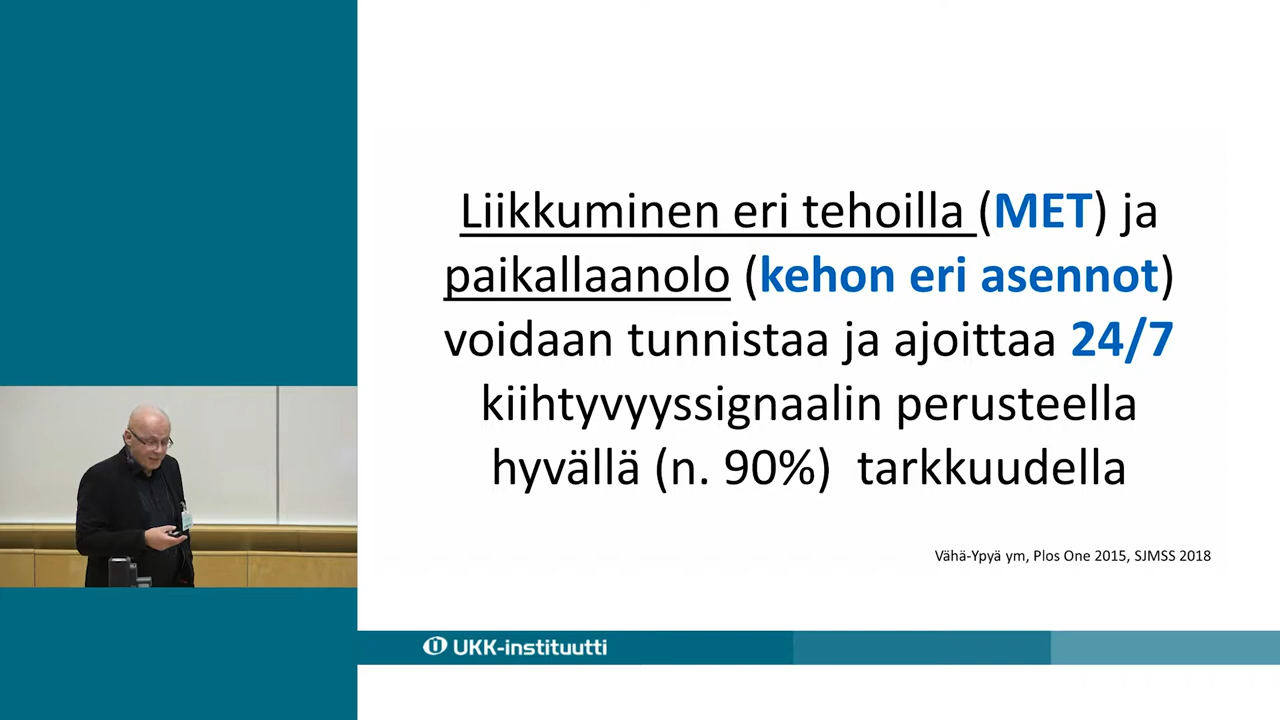 Liikkuminen eri tehoilla (MET) ja
paikallaanolo (kehon eri asennot)
voidaan tunnistaa ja ajoittaa 24/7
kiihtyvyyssignaalin perusteella
hyvällä (n. 90%) tarkkuudella
Vähä-Ypyä ym, Plos One 2015, SJMSS 2018
UKK-instituutti